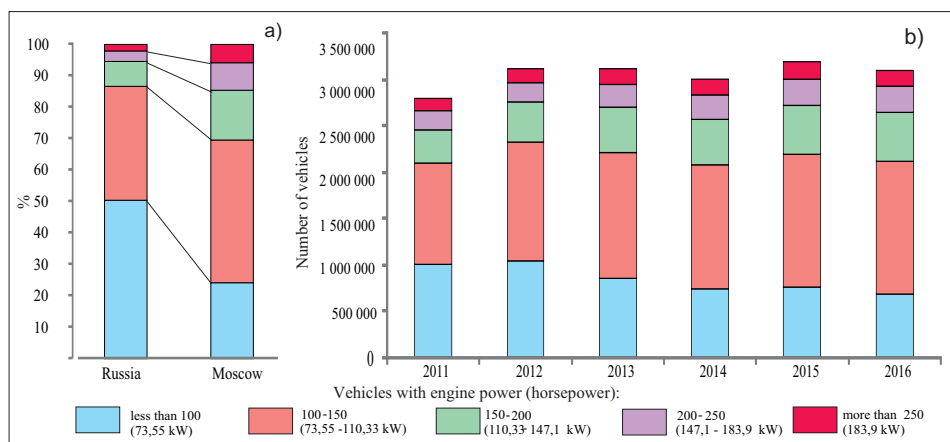 a)
b)
100
90
80
70
60
50
40
30
20
10
%
Russia
Moscow
3 500 000
3 000 000
2 500 000
2 000 000
1 500 000
1 000 000
500 000
0
Number of vehicles
2011
2012
2013
2014
2015
2016
Vehicles with engine power (horsepower):
less than 100
(73,55 kW)
100-150
(73,55 -110,33 kW)
150-200
(110,33- 147,1 kW)
200-250
(147,1 - 183,9 kW)
more than 250
(183,9 kW)